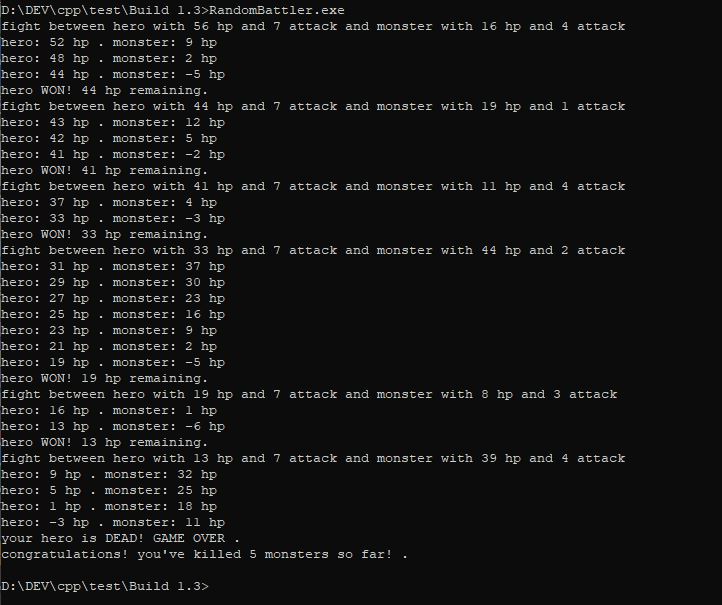 D:\DEV\cpp\test\Build 1.3>RandomBattler.exe
fight between hero with 56 hp and 7 attack and monster with 16 hp and 4 attack
hero: 52 hp . monster: 9 hp
hero: 48 hp . monster: 2 hp
hero: 44 hp . monster: -5 hp
hero WON! 44 hp remaining.
fight between hero with 44 hp and 7 attack and monster with 19 hp and 1 attack
hero: 43 hp . monster: 12 hp
hero: 42 hp . monster: 5 hp
hero: 41 hp . monster: -2 hp
hero WON! 41 hp remaining.
fight between hero with 41 hp and 7 attack and monster with 11 hp and 4 attack
hero: 37 hp . monster: 4 hp
hero: 33 hp . monster: -3 hp
hero WON! 33 hp remaining.
fight between hero with 33 hp and 7 attack and monster with 44 hp and 2 attack
hero: 31 hp . monster: 37 hp
hero: 29 hp . monster: 30 hp
hero: 27 hp . monster: 23 hp
hero: 25 hp . monster: 16 hp
hero: 23 hp . monster: 9 hp
hero: 21 hp . monster: 2 hp
hero: 19 hp . monster: -5 hp
hero WON! 19 hp remaining.
fight between hero with 19 hp and 7 attack and monster with 8 hp and 3 attack
hero: 16 hp . monster: 1 hp
hero: 13 hp . monster: -6 hp
hero WON! 13 hp remaining.
fight between hero with 13 hp and 7 attack and monster with 39 hp and 4 attack
hero: 9 hp . monster: 32 hp
hero: 5 hp . monster: 25 hp
hero: 1 hp . monster: 18 hp
hero: -3 hp . monster: 11 hp
your hero is DEAD! GAME OVER .
congratulations! you've killed 5 monsters so far! .
D:\DEV\cpp\test\Build 1.3>